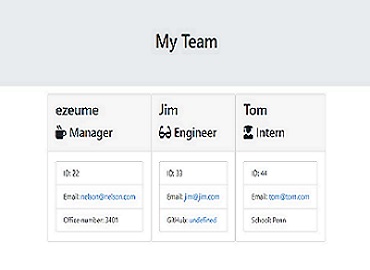 My Team
ezeume
Manager
ID: 22
Email: nelson@nelson.com
Office number: 3401
Jim
Engineer
ID: 33
Email: jim@jim.com
GitHub: undefined
Tom
Intern
ID: 44
Email: tom@tom.com
School: Penn